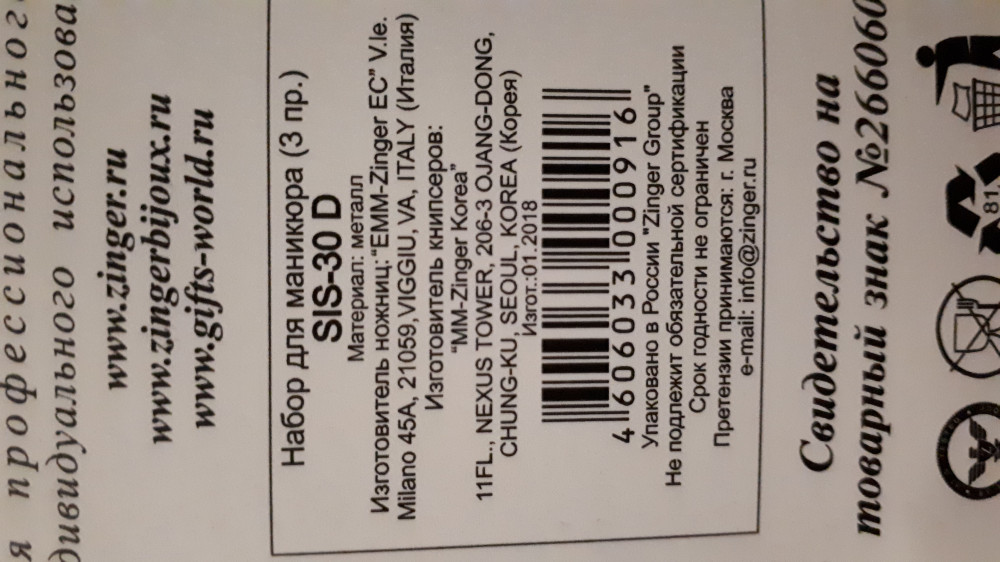 я профессионального
дивидуального использова
www.zinger.ru
www.zingerbijoux.ru
www.gifts-world.ru
Набор для маникюра (3 пр.)
SIS-30 D
Материал: металл
Изготовитель ножниц: "EMM-Zinger EC" V.le.
Milano 45A, 21059,VIGGIU, VA, ITALY (Италия)
Изготовитель книпсеров:
"MM-Zinger Korea"
11FL., NEXUS TOWER, 206-3 OJANG-DONG,
CHUNG-KU, SEOUL, KOREA (Корея)
Изгот.:01.2018
4 606033 000916
Упаковано в России "Zinger Group"
Не подлежит обязательной сертификации
Срок годности не ограничен
Претензии принимаются: г. Москва
e-mail: info@zinger.ru
Свидетельство на
товарный знак №266060
81